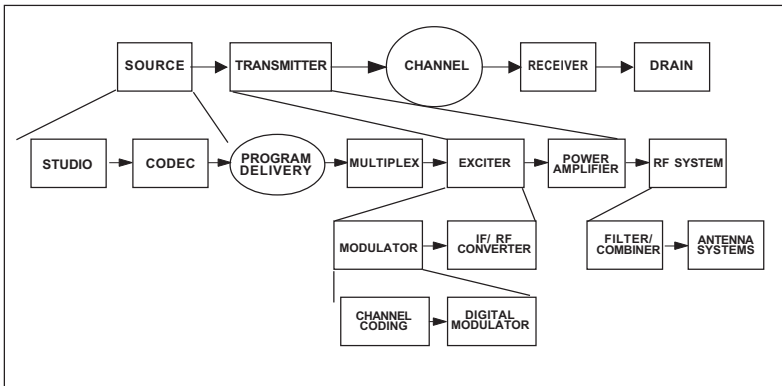 SOURCE
TRANSMITTER
CHANNEL
RECEIVER
DRAIN
STUDIO
CODEC
PROGRAM
DELIVERY
MULTIPLEX
EXCITER
POWER
AMPLIFIER
RF SYSTEM
MODULATOR
IF/ RF
CONVERTER
FILTER/
COMBINER
ANTENNA
SYSTEMS
CHANNEL
CODING
DIGITAL
MODULATOR